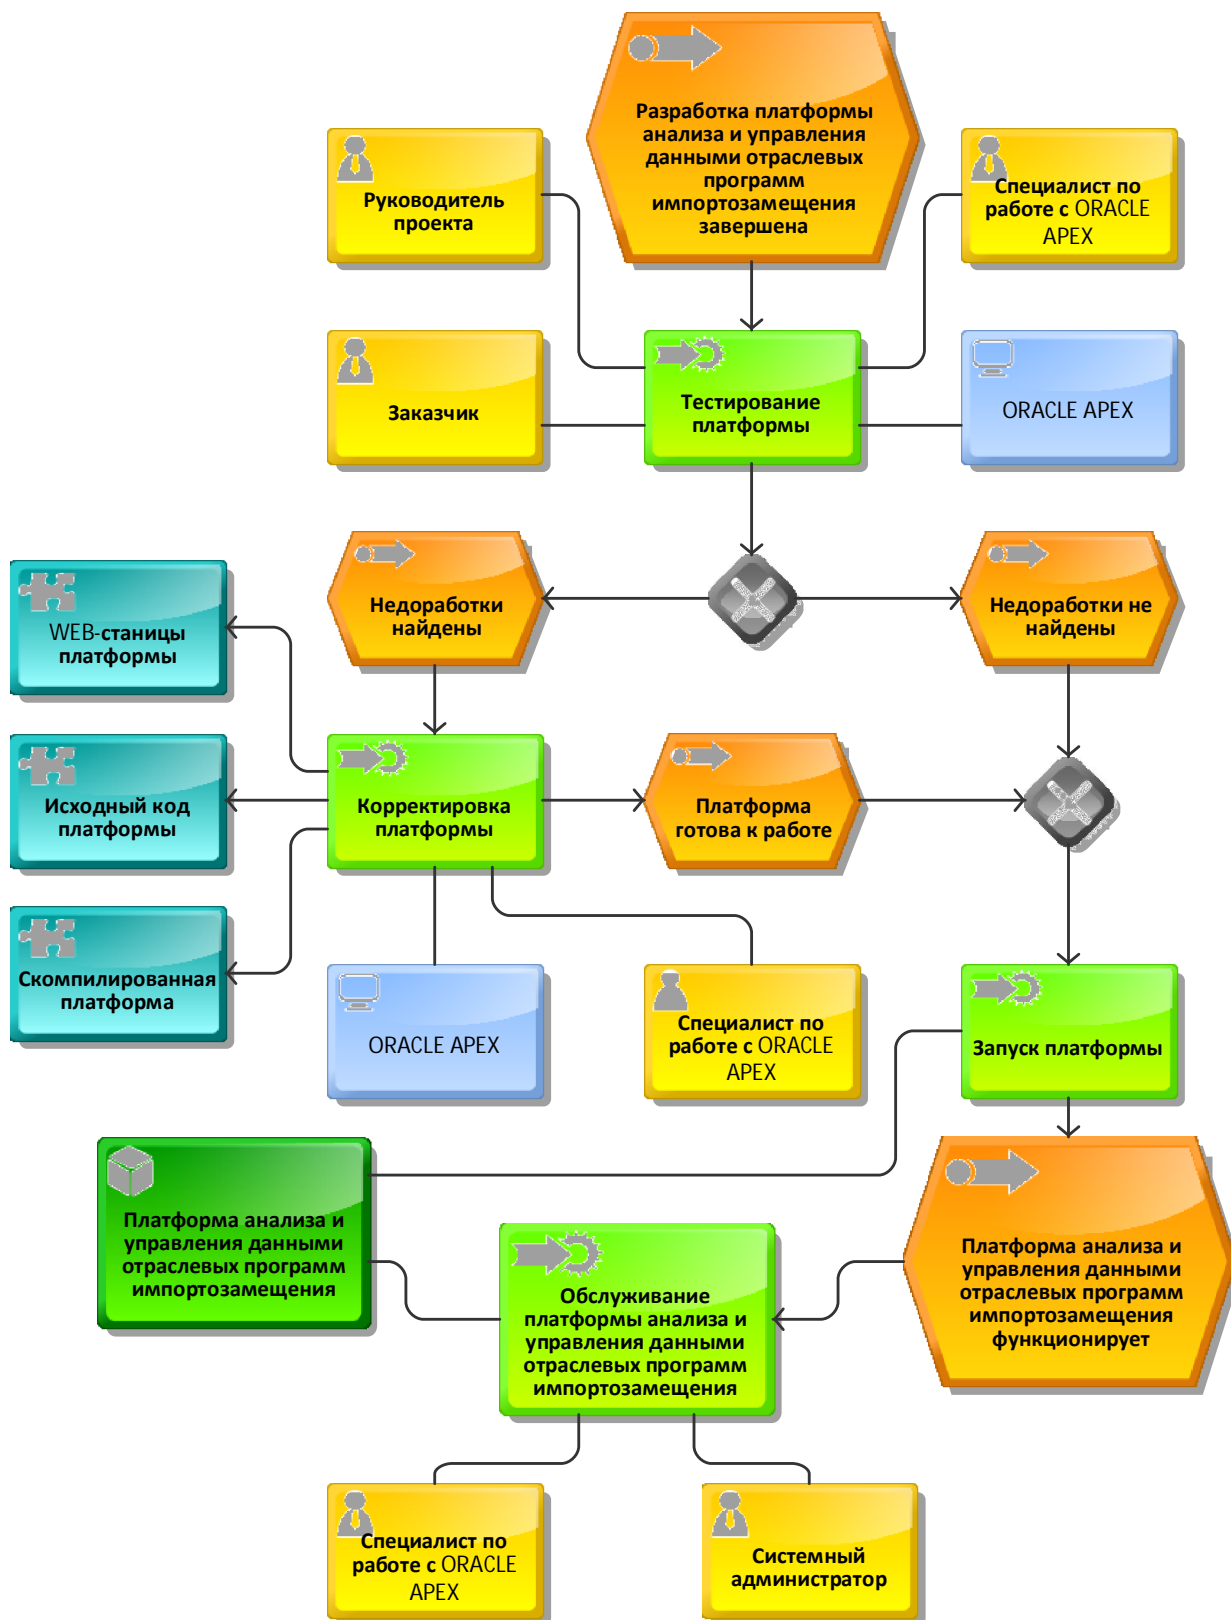 Разработка платформы
анализа и управления
данными отраслевых
программ
импортозамещения
завершена
Руководитель
проекта
Специалист по
работе с ORACLE
APEX
Заказчик
Тестирование
платформы
ORACLE APEX
Недоработки
найдены
Недоработки не
найдены
WEB-станицы
платформы
Исходный код
платформы
Корректировка
платформы
Платформа
готова к работе
Скомпилированная
платформа
ORACLE APEX
Специалист по
работе с ORACLE
APEX
Запуск платформы
Платформа анализа и
управления данными
отраслевых программ
импортозамещения
Обслуживание
платформы анализа и
управления данными
отраслевых программ
импортозамещения
Платформа анализа и
управления данными
отраслевых программ
импортозамещения
функционирует
Специалист по
работе с ORACLE
APEX
Системный
администратор